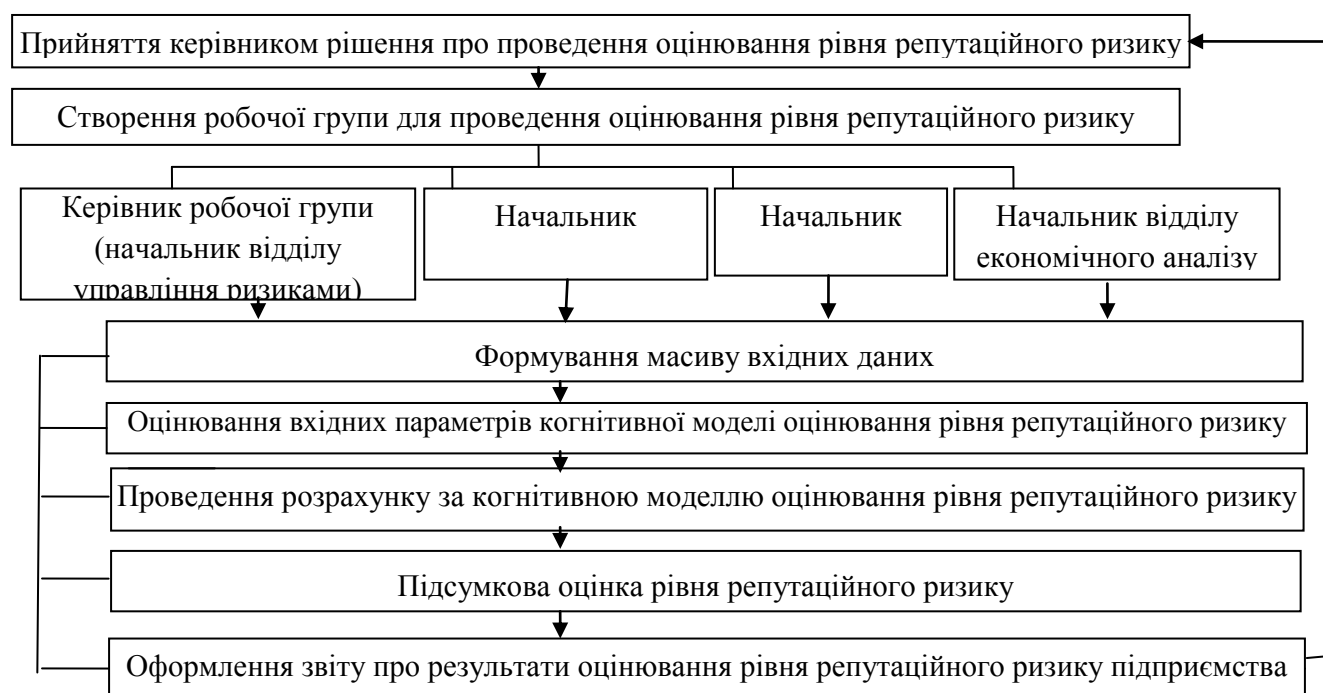 Прийняття керівником рішення про проведення оцінювання рівня репутаційного ризику
Створення робочої групи для проведення оцінювання рівня репутаційного ризику
Керівник робочої групи
(начальник відділу
управління ризиками)
Начальник
Начальник
Начальник відділу
економічного аналізу
Формування масиву вхідних даних
Оцінювання вхідних параметрів когнітивної моделі оцінювання рівня репутаційного ризику
Проведення розрахунку за когнітивною моделлю оцінювання рівня репутаційного ризику
Підсумкова оцінка рівня репутаційного ризику
Оформлення звіту про результати оцінювання рівня репутаційного ризику підприємства